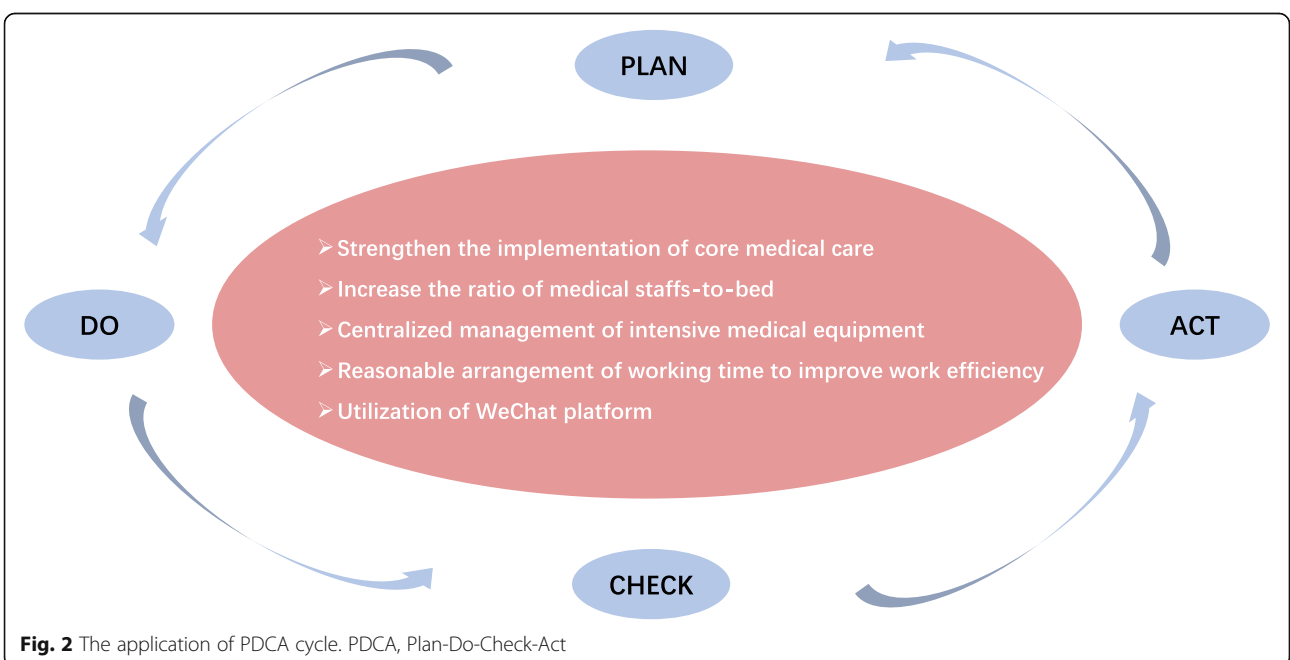 PLAN
➢ Strengthen the implementation of core medical care
➢ Increase the ratio of medical staffs-to-bed
DO
ACT
➢ Centralized management of intensive medical equipment
➢ Reasonable arrangement of working time to improve work efficiency
➢ Utilization of WeChat platform
CHECK
Fig. 2 The application of PDCA cycle. PDCA, Plan-Do-Check-Act